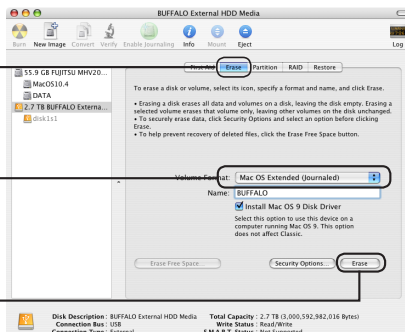 BUFFALO External HDD Media
Burn New Image Convert Verify Enable Journaling Info Mount Eject Log
First Aid Erase Partition RAID Restore
55.9 GB FUJITSU MHV20...
MacOS10.4
DATA
2.7 TB BUFFALO Externa...
disk1s1
To erase a disk or volume, select its icon, specify a format and name, and click Erase.
• Erasing a disk erases all data and volumes on a disk, leaving the disk empty. Erasing a
selected volume erases that volume only, leaving other volumes on the disk unchanged.
• To securely erase data, click Security Options and select an option before clicking
Erase.
• To help prevent recovery of deleted files, click the Erase Free Space button.
Volume Format: Mac OS Extended (Journaled)
Name: BUFFALO
Install Mac OS 9 Disk Driver
Select this option to use this device on a
computer running Mac OS 9. This option
does not affect Classic.
Erase Free Space... Security Options... Erase
Disk Description : BUFFALO External HDD Media Total Capacity : 2.7 TB (3,000,592,982,016 Bytes)
Connection Bus : USB Write Status : Read/Write
Connection Type : External S.M.A.R.T. Status : Not Supported